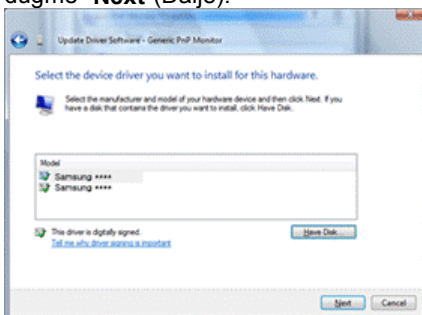 dugme "Next" (Dalje).
Update Driver Software - Generic PnP Monitor
Select the device driver you want to install for this hardware.
Select the manufacturer and model of your hardware device and then click Next. If you
have a disk that contains the driver you want to install, click Have Disk.
Model
Samsung ****
Samsung ****
This driver is digitally signed.
Have Disk...
Tell me why driver signing is important
Next
Cancel